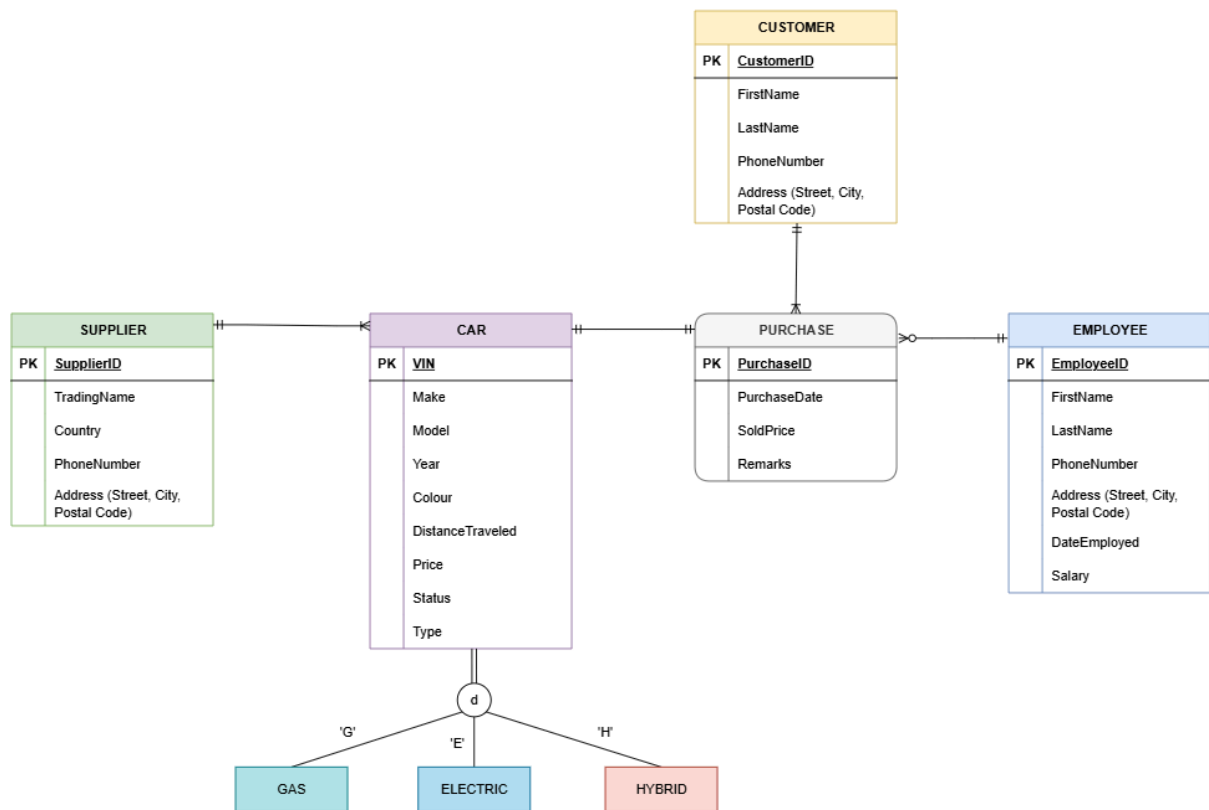 CUSTOMER
PK CustomerID
FirstName
LastName
PhoneNumber
Address (Street, City,
Postal Code)
SUPPLIER
PK SupplierID
TradingName
Country
PhoneNumber
Address (Street, City,
Postal Code)
CAR
PK VIN
Make
Model
Year
Colour
DistanceTraveled
Price
Status
Type
PURCHASE
PK PurchaseID
PurchaseDate
SoldPrice
Remarks
EMPLOYEE
PK EmployeeID
FirstName
LastName
PhoneNumber
Address (Street, City,
Postal Code)
DateEmployed
Salary
d
'G'
'E'
'H'
GAS
ELECTRIC
HYBRID